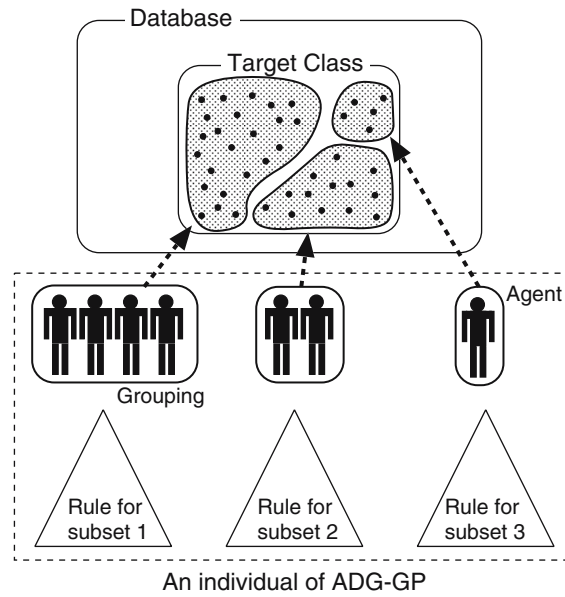 Database
Target Class
Agent
Grouping
Rule for
subset 1
Rule for
subset 2
Rule for
subset 3
An individual of ADG-GP